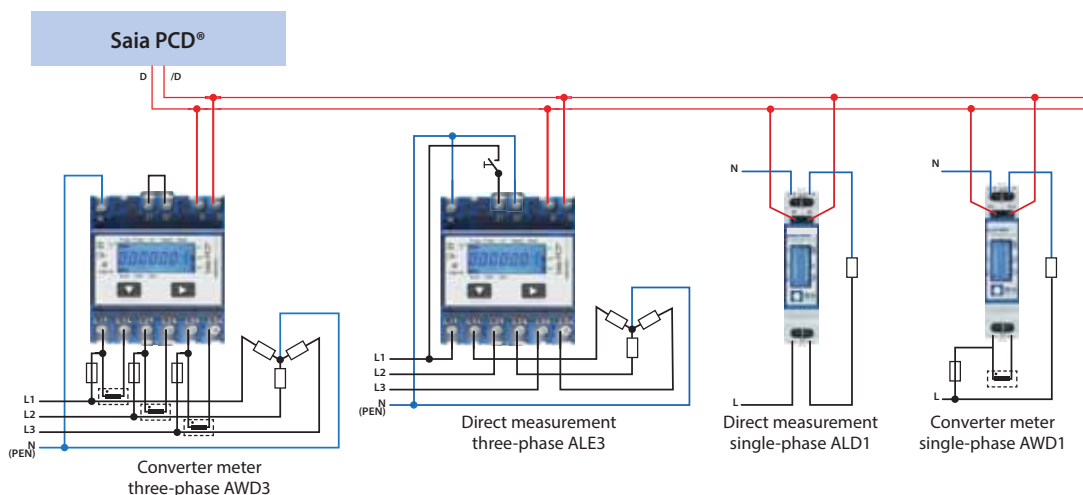 Saia PCD®
D /D
N
N
L1
L2
L3
N
(PEN)
L1
L2
L3
N
(PEN)
L
L
Converter meter
three-phase AWD3
Direct measurement
three-phase ALE3
Direct measurement
single-phase ALD1
Converter meter
single-phase AWD1